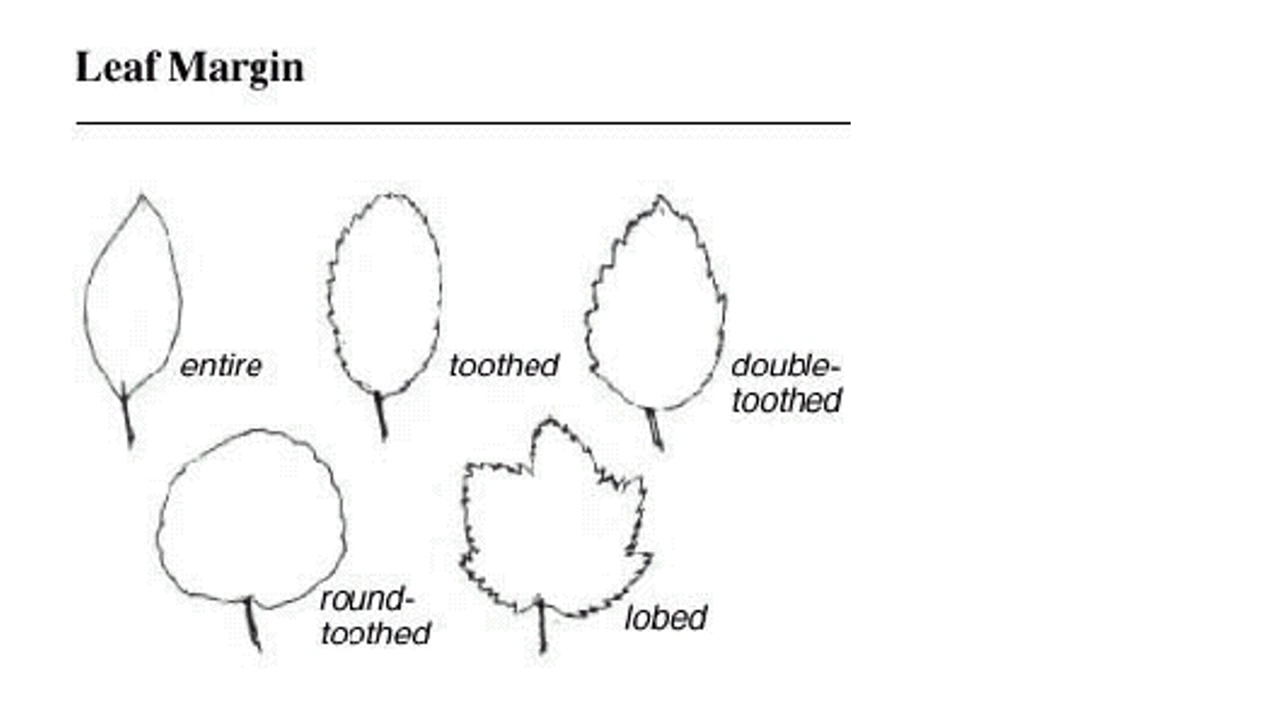 Leaf Margin
entire
toothed
double-
toothed
round-
toothed
lobed